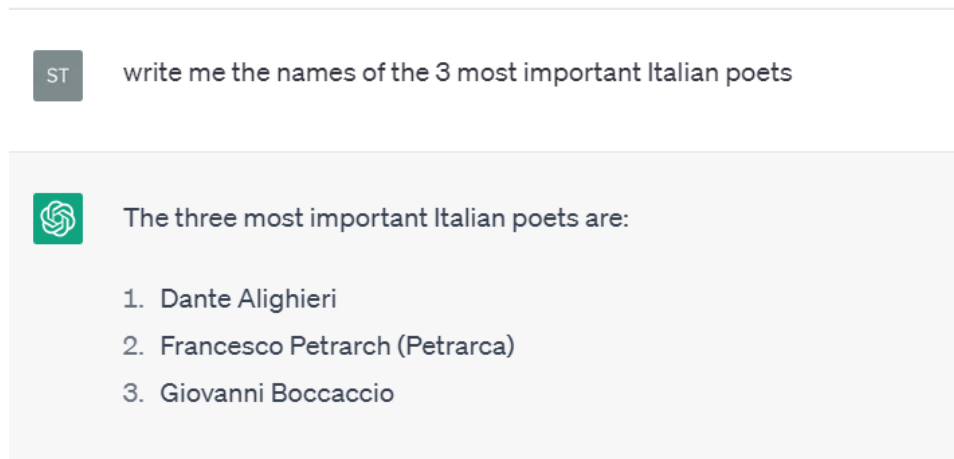 ST
write me the names of the 3 most important Italian poets
The three most important Italian poets are:
1. Dante Alighieri
2. Francesco Petrarch (Petrarca)
3. Giovanni Boccaccio